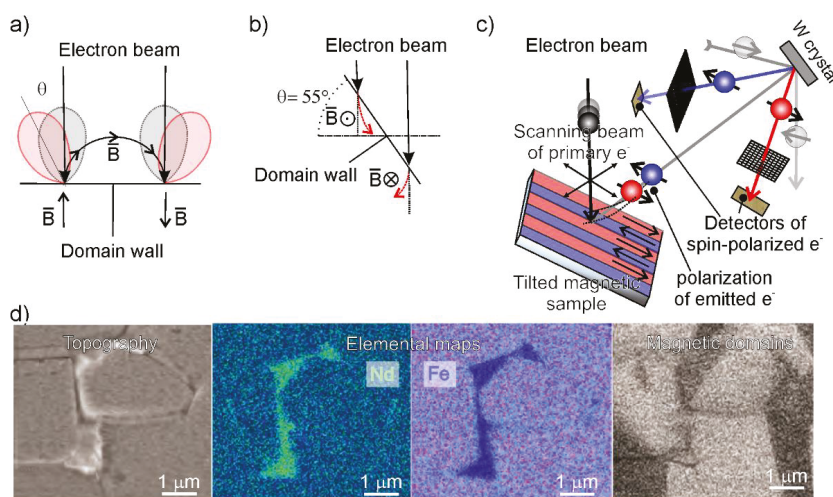 a)
Electron beam
θ
B̅
B̅
B̅
Domain wall
b)
Electron beam
θ= 55°
B̅
Domain wall
B̅
c)
Electron beam
W crystal
Scanning beam
of primary e⁻
Detectors of
spin-polarized e⁻
Tilted magnetic
sample
polarization
of emitted e⁻
d)
Topography
1 µm
Elemental maps
Nd
Fe
1 µm
1 µm
Magnetic domains
1 µm